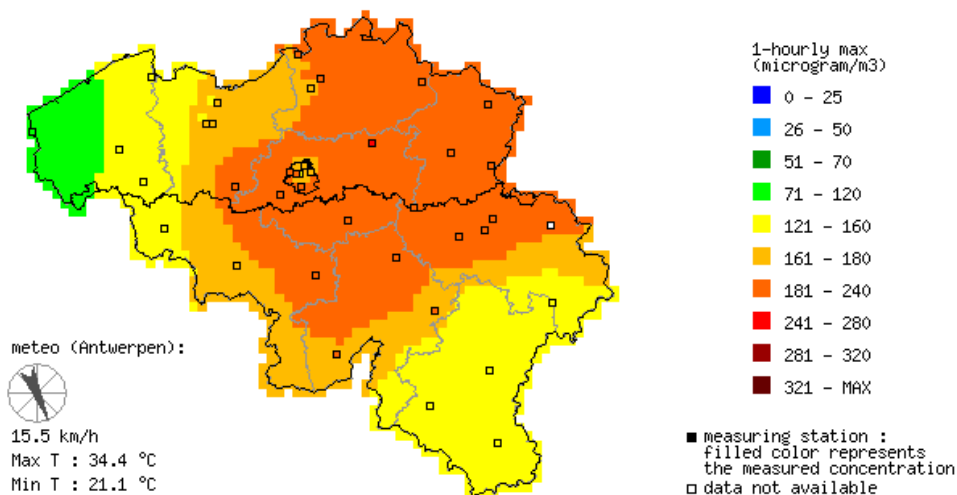 1-hourly max
(microgram/m3)
0 - 25
26 - 50
51 - 70
71 - 120
121 - 160
161 - 180
181 - 240
241 - 280
281 - 320
321 - MAX
meteo (Antwerpen):
15.5 km/h
Max T : 34.4 °C
Min T : 21.1 °C
measuring station :
filled color represents
the measured concentration
data not available